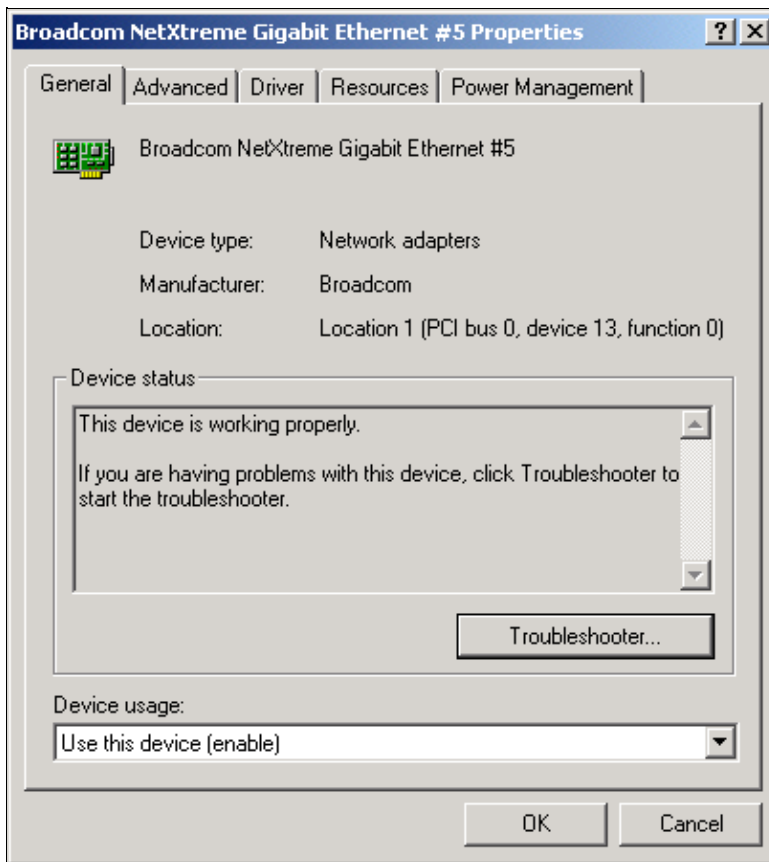 Broadcom NetXtreme Gigabit Ethernet #5 Properties
General Advanced Driver Resources Power Management
Broadcom NetXtreme Gigabit Ethernet #5
Device type: Network adapters
Manufacturer: Broadcom
Location: Location 1 (PCI bus 0, device 13, function 0)
Device status
This device is working properly.
If you are having problems with this device, click Troubleshooter to
start the troubleshooter.
Troubleshooter...
Device usage:
Use this device (enable)
OK Cancel